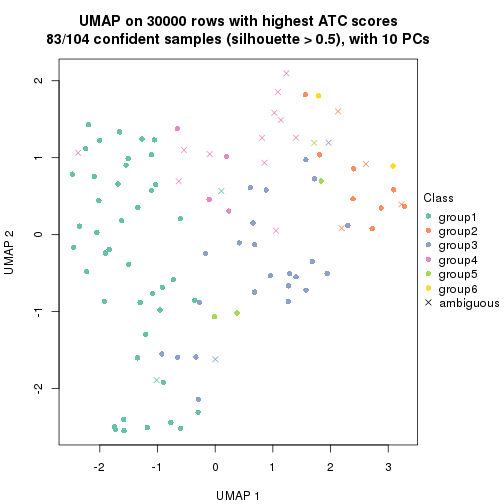 UMAP on 30000 rows with highest ATC scores
83/104 confident samples (silhouette > 0.5), with 10 PCs
2
1
0
-1
-2
UMAP 2
-2
-1
0
1
2
3
UMAP 1
Class
group1
group2
group3
group4
group5
group6
ambiguous